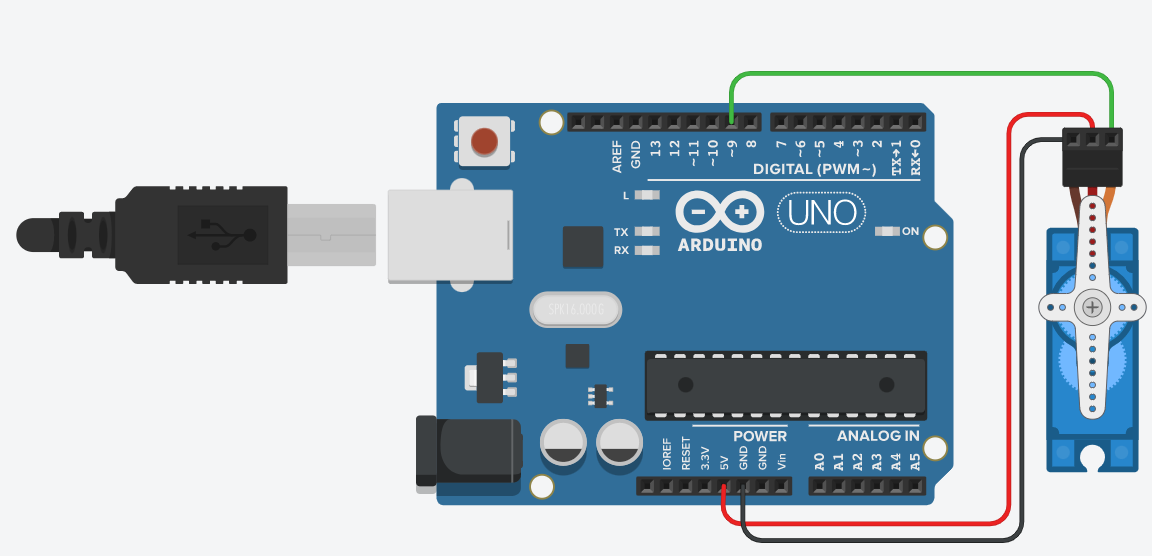 AREF
GND
13
12
~11
~10
~9
8
7
~6
~5
4
~3
2
TX→1
RX←0
DIGITAL (PWM~)
L
TX
RX
ARDUINO
UNO
ON
SPK16.000G
POWER
ANALOG IN
IOREF
RESET
3.3V
5V
GND
GND
Vin
A0
A1
A2
A3
A4
A5